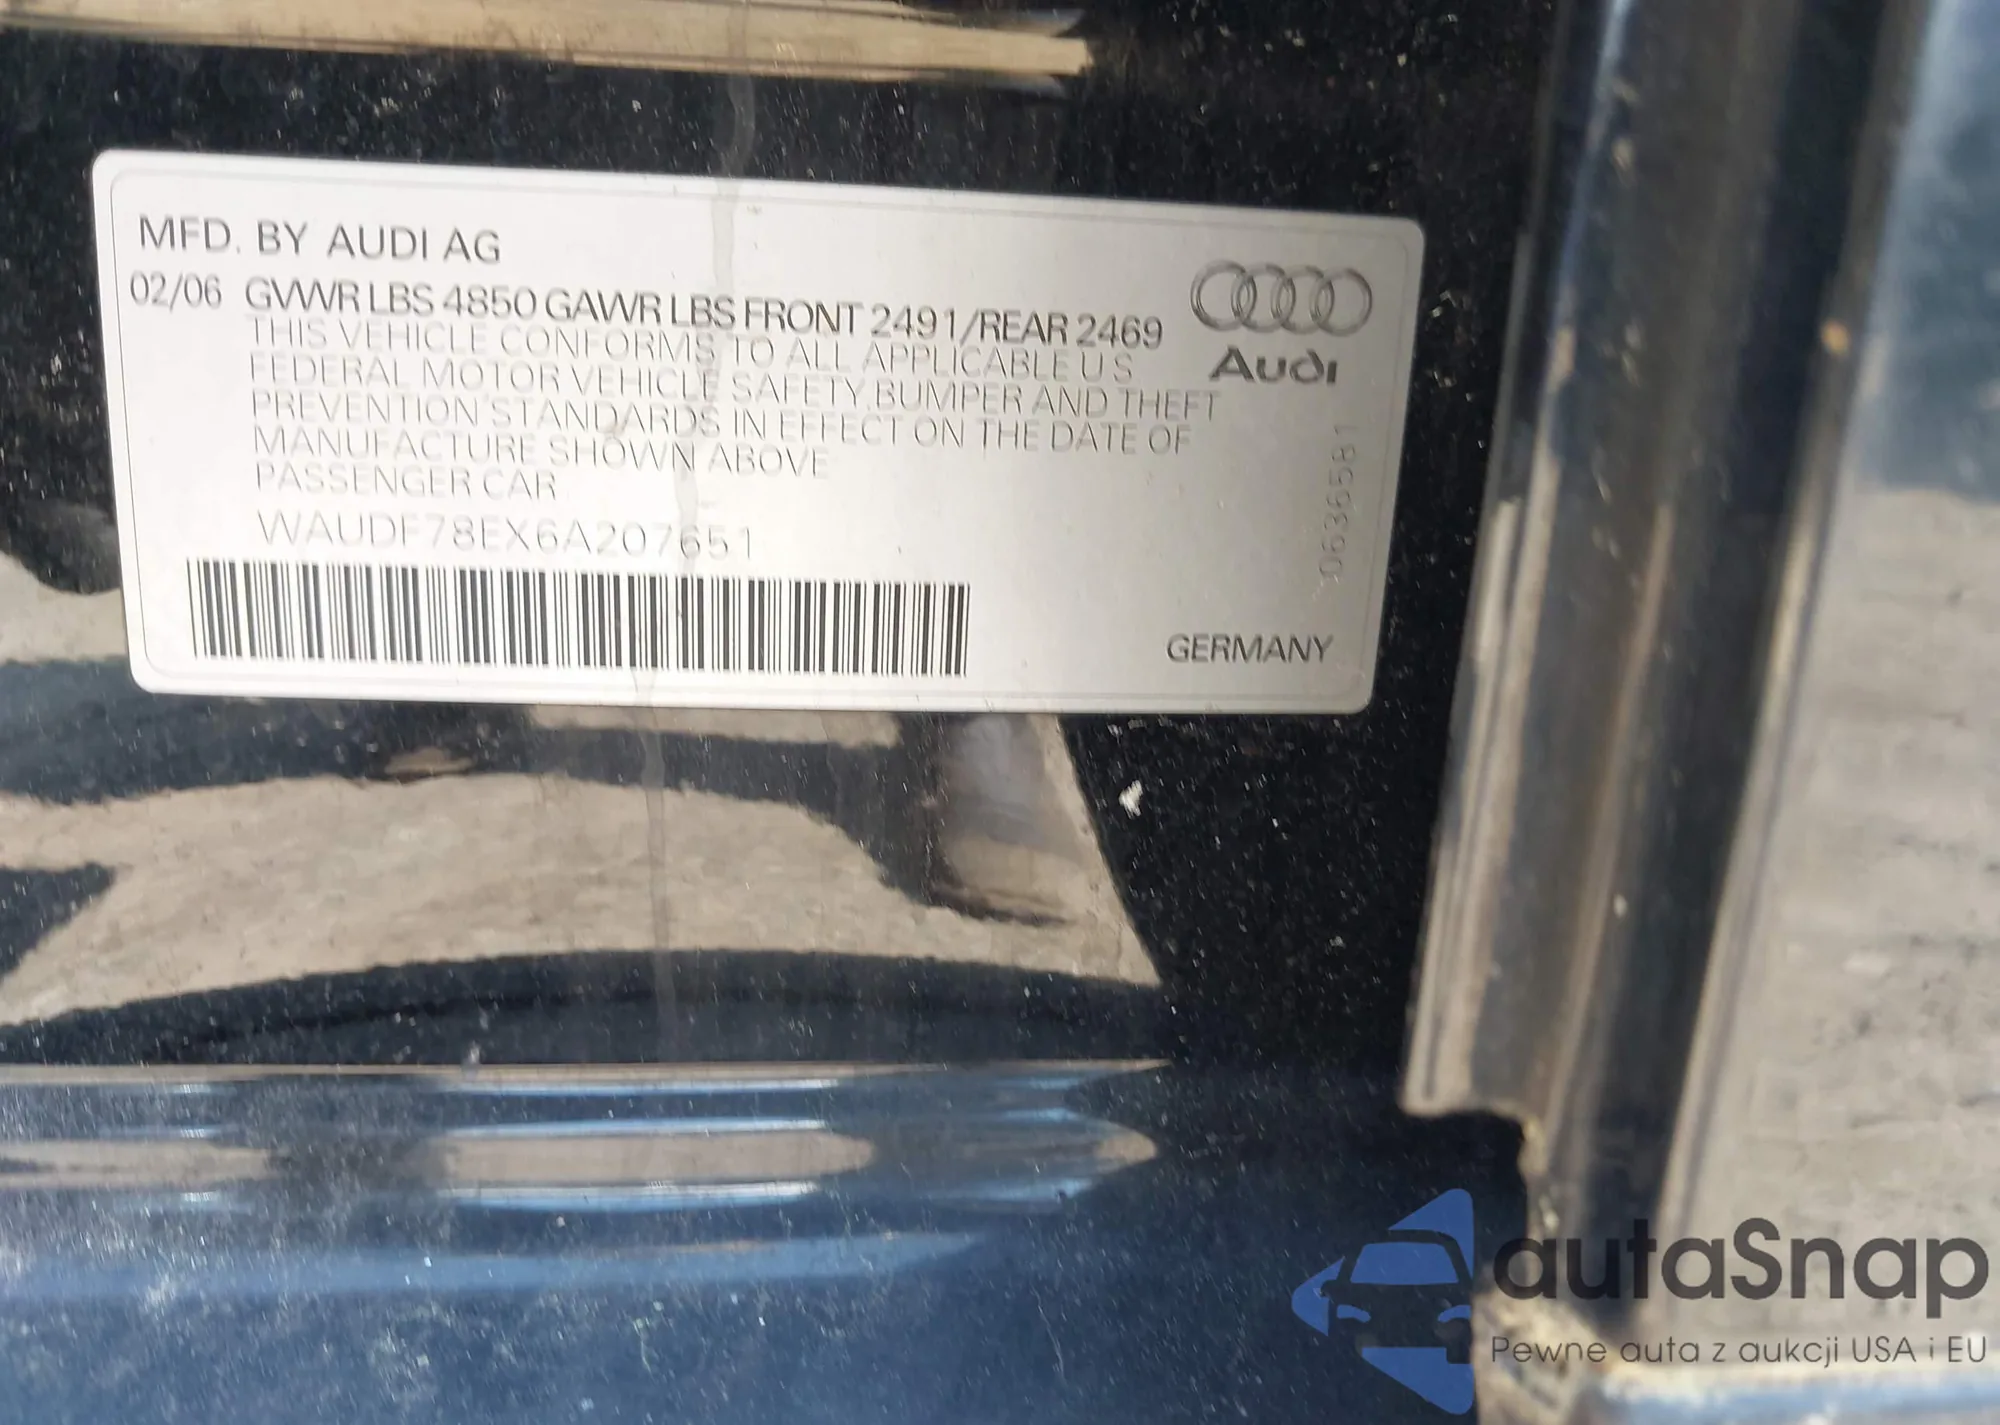 MFD. BY AUDI AG
02/06 GVWR LBS 4850 GAWR LBS FRONT 2491/REAR 2469
THIS VEHICLE CONFORMS TO ALL APPLICABLE U S
FEDERAL MOTOR VEHICLE SAFETY, BUMPER AND THEFT
PREVENTION STANDARDS IN EFFECT ON THE DATE OF
MANUFACTURE SHOWN ABOVE
PASSENGER CAR
WAUDF78EX6A207651
Audi
0636581
GERMANY
autaSnap
Pewne auta z aukcji USA i EU